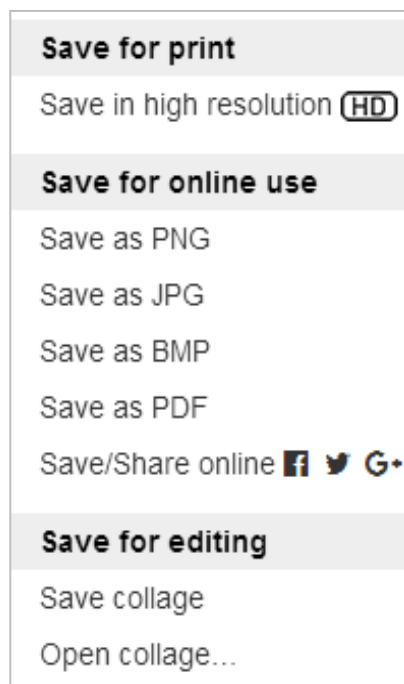 Save for print
Save in high resolution HD
Save for online use
Save as PNG
Save as JPG
Save as BMP
Save as PDF
Save/Share online f G+
Save for editing
Save collage
Open collage...